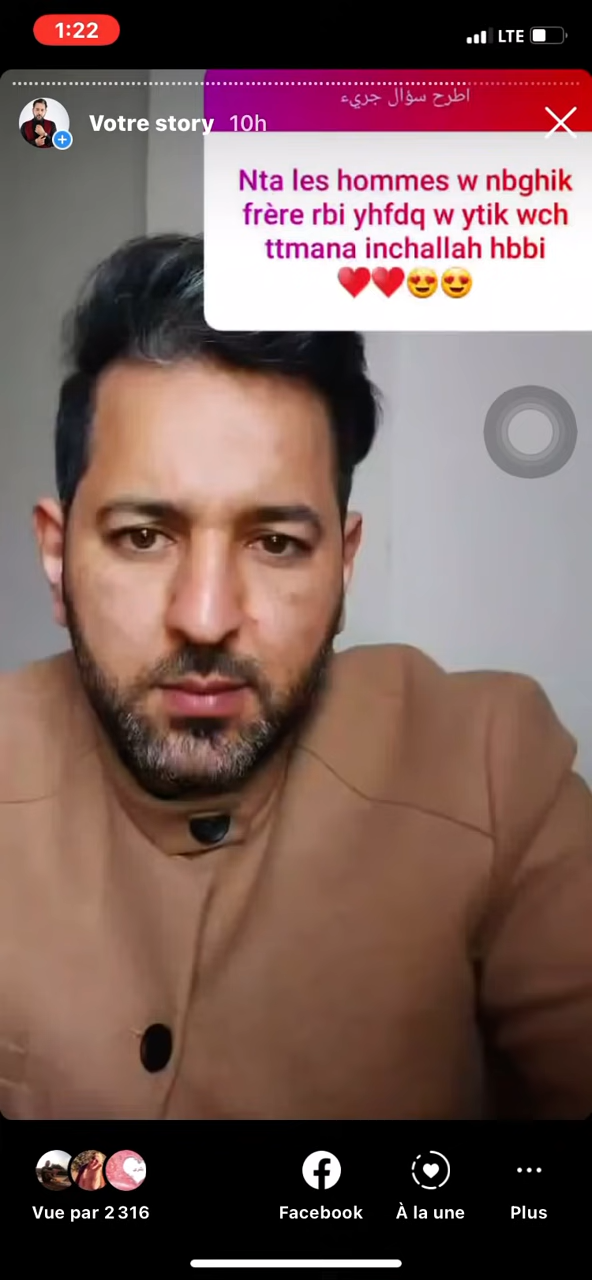 1:22
LTE
اطرح سؤال جريء
Votre story 10h
Nta les hommes w nbghik
frère rbi yhfdq w ytik wch
ttmana inchallah hbbi
❤️❤️😍😍
Vue par 2 316
Facebook
À la une
Plus